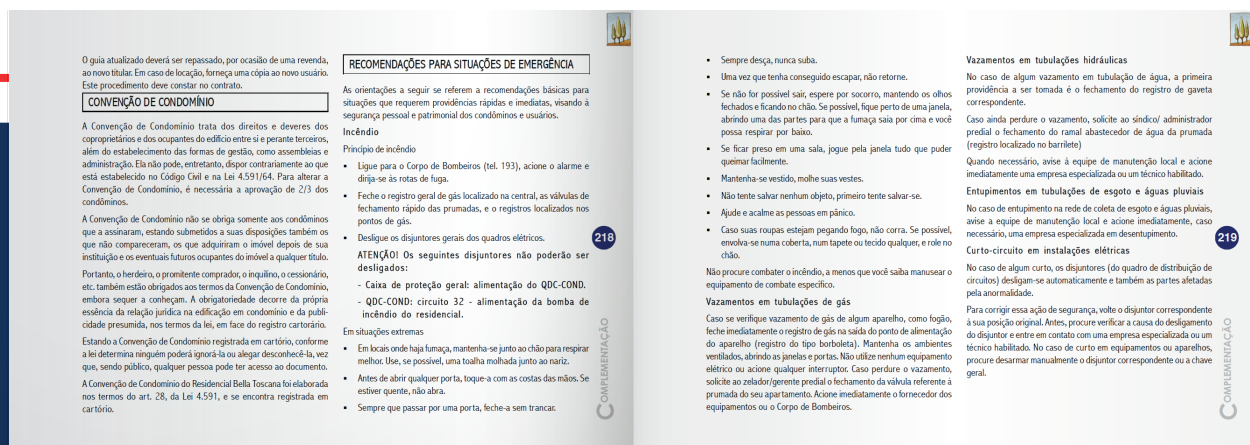 O guia atualizado deverá ser repassado, por ocasião de uma revenda,
ao novo titular. Em caso de locação, forneça uma cópia ao novo usuário.
Este procedimento deve constar no contrato.
CONVENÇÃO DE CONDOMÍNIO
A Convenção de Condomínio trata dos direitos e deveres dos
coproprietários e dos ocupantes do edifício entre si e perante terceiros,
além do estabelecimento das formas de gestão, como assembleias e
administração. Ela não pode, entretanto, dispor contrariamente ao que
está estabelecido no Código Civil e na Lei 4.591/64. Para alterar a
Convenção de Condomínio, é necessária a aprovação de 2/3 dos
condôminos.
A Convenção de Condomínio não se obriga somente aos condôminos
que a assinaram, estando submetidos a suas disposições também os
que não compareceram, os que adquiriram o imóvel depois de sua
instituição e os eventuais futuros ocupantes do imóvel a qualquer título.
Portanto, o herdeiro, o promitente comprador, o inquilino, o cessionário,
etc. também estão obrigados aos termos da Convenção de Condomínio,
embora sequer a conheçam. A obrigatoriedade decorre da própria
essência da relação jurídica na edificação em condomínio e da publi-
cidade presumida, nos termos da lei, em face do registro cartorário.
Estando a Convenção de Condomínio registrada em cartório, conforme
a lei determina ninguém poderá ignorá-la ou alegar desconhecê-la, vez
que, sendo público, qualquer pessoa pode ter acesso ao documento.
A Convenção de Condomínio do Residencial Bella Toscana foi elaborada
nos termos do art. 28, da Lei 4.591, e se encontra registrada em
cartório.
RECOMENDAÇÕES PARA SITUAÇÕES DE EMERGÊNCIA
As orientações a seguir se referem a recomendações básicas para
situações que requerem providências rápidas e imediatas, visando à
segurança pessoal e patrimonial dos condôminos e usuários.
Incêndio
Princípio de incêndio
▪ Ligue para o Corpo de Bombeiros (tel. 193), acione o alarme e
dirija-se às rotas de fuga.
▪ Feche o registro geral de gás localizado na central, as válvulas de
fechamento rápido das prumadas, e o registros localizados nos
pontos de gás.
▪ Desligue os disjuntores gerais dos quadros elétricos.
ATENÇÃO! Os seguintes disjuntores não poderão ser
desligados:
- Caixa de proteção geral: alimentação do QDC-COND.
- QDC-COND: circuito 32 - alimentação da bomba de
incêndio do residencial.
Em situações extremas
▪ Em locais onde haja fumaça, mantenha-se junto ao chão para respirar
melhor. Use, se possível, uma toalha molhada junto ao nariz.
▪ Antes de abrir qualquer porta, toque-a com as costas das mãos. Se
estiver quente, não abra.
▪ Sempre que passar por uma porta, feche-a sem trancar.
218
COMPLEMENTAÇÃO
▪ Sempre desça, nunca suba.
▪ Uma vez que tenha conseguido escapar, não retorne.
▪ Se não for possível sair, espere por socorro, mantendo os olhos
fechados e ficando no chão. Se possível, fique perto de uma janela,
abrindo uma das partes para que a fumaça saia por cima e você
possa respirar por baixo.
▪ Se ficar preso em uma sala, jogue pela janela tudo que puder
queimar facilmente.
▪ Mantenha-se vestido, molhe suas vestes.
▪ Não tente salvar nenhum objeto, primeiro tente salvar-se.
▪ Ajude e acalme as pessoas em pânico.
▪ Caso suas roupas estejam pegando fogo, não corra. Se possível,
envolva-se numa coberta, num tapete ou tecido qualquer, e role no
chão.
Não procure combater o incêndio, a menos que você saiba manusear o
equipamento de combate específico.
Vazamentos em tubulações de gás
Caso se verifique vazamento de gás de algum aparelho, como fogão,
feche imediatamente o registro de gás na saída do ponto de alimentação
do aparelho (registro do tipo borboleta). Mantenha os ambientes
ventilados, abrindo as janelas e portas. Não utilize nenhum equipamento
elétrico ou acione qualquer interruptor. Caso perdure o vazamento,
solicite ao zelador/gerente predial o fechamento da válvula referente à
prumada do seu apartamento. Acione imediatamente o fornecedor dos
equipamentos ou o Corpo de Bombeiros.
Vazamentos em tubulações hidráulicas
No caso de algum vazamento em tubulação de água, a primeira
providência a ser tomada é o fechamento do registro de gaveta
correspondente.
Caso ainda perdure o vazamento, solicite ao síndico/ administrador
predial o fechamento do ramal abastecedor de água da prumada
(registro localizado no barrilete)
Quando necessário, avise à equipe de manutenção local e acione
imediatamente uma empresa especializada ou um técnico habilitado.
Entupimentos em tubulações de esgoto e águas pluviais
No caso de entupimento na rede de coleta de esgoto e águas pluviais,
avise a equipe de manutenção local e acione imediatamente, caso
necessário, uma empresa especializada em desentupimento.
Curto-circuito em instalações elétricas
No caso de algum curto, os disjuntores (do quadro de distribuição de
circuitos) desligam-se automaticamente e também as partes afetadas
pela anormalidade.
Para corrigir essa ação de segurança, volte o disjuntor correspondente
à sua posição original. Antes, procure verificar a causa do desligamento
do disjuntor e entre em contato com uma empresa especializada ou um
técnico habilitado. No caso de curto em equipamentos ou aparelhos,
procure desarmar manualmente o disjuntor correspondente ou a chave
geral.
219
COMPLEMENTAÇÃO